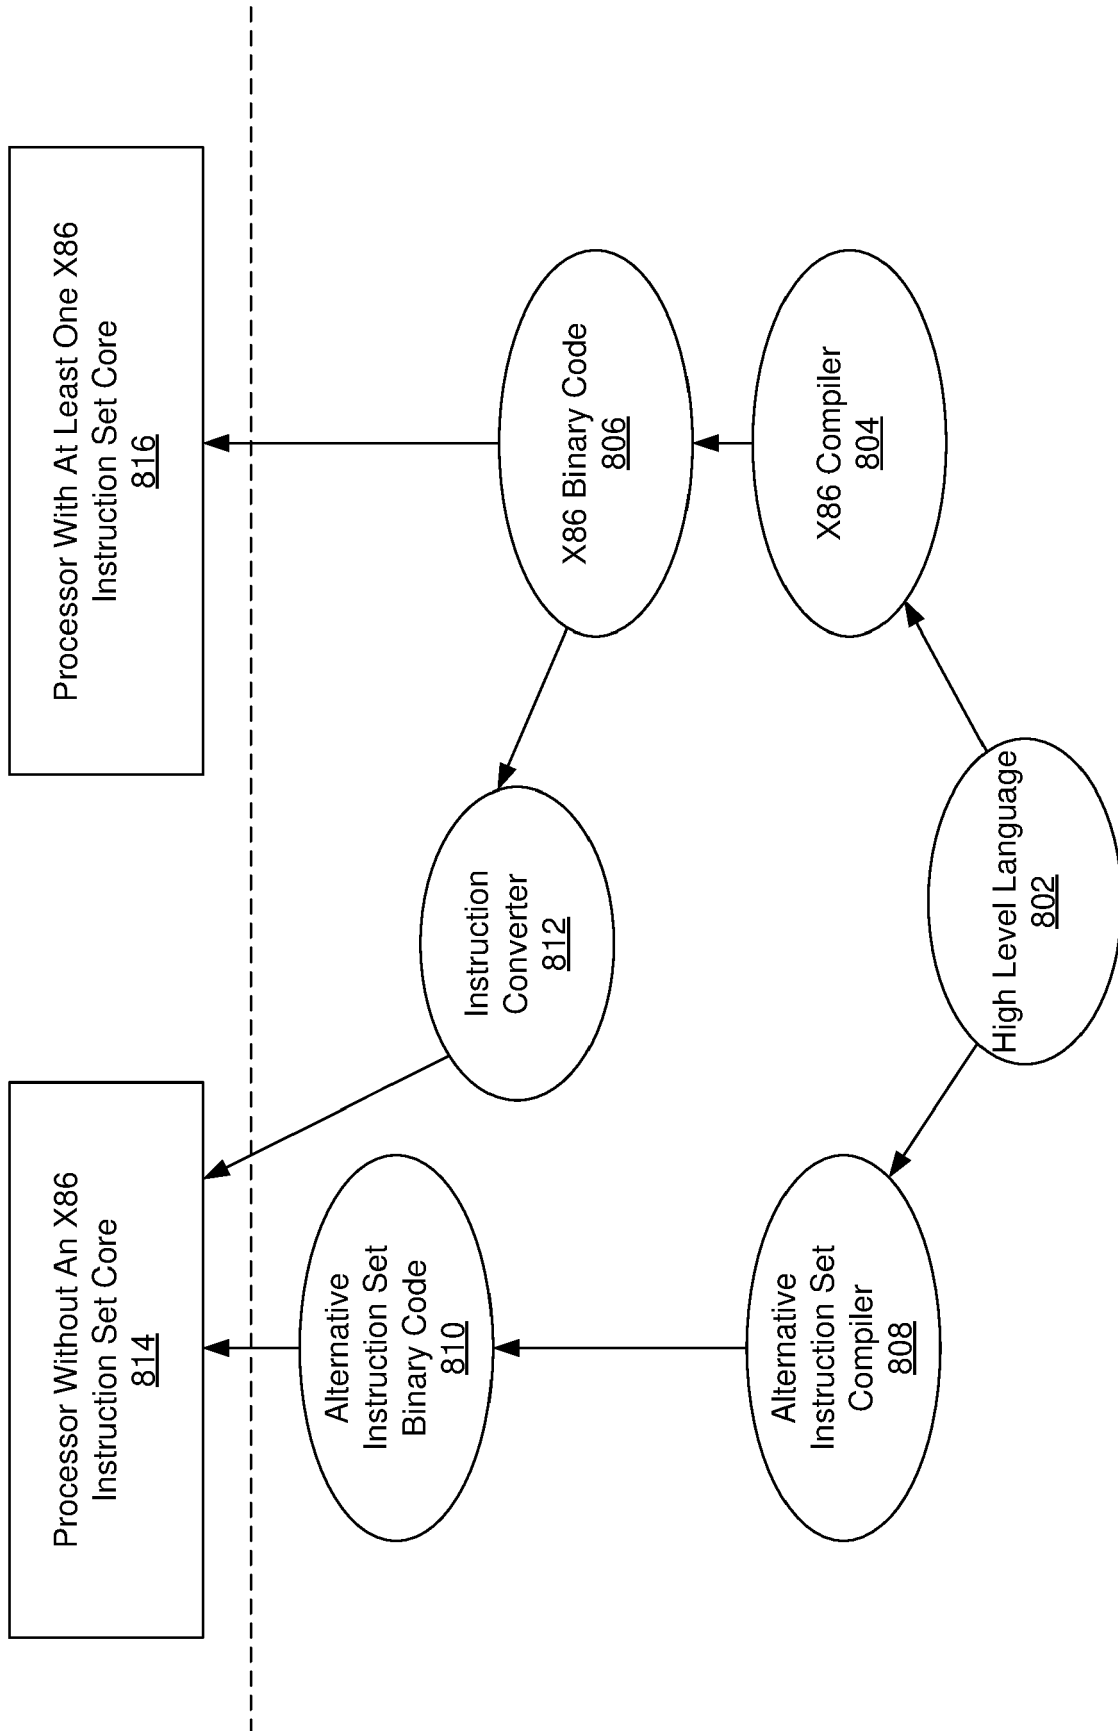 Processor Without An X86
Instruction Set Core
814
Processor With At Least One X86
Instruction Set Core
816
Alternative
Instruction Set
Binary Code
810
Instruction
Converter
812
X86 Binary Code
806
Alternative
Instruction Set
Compiler
808
X86 Compiler
804
High Level Language
802